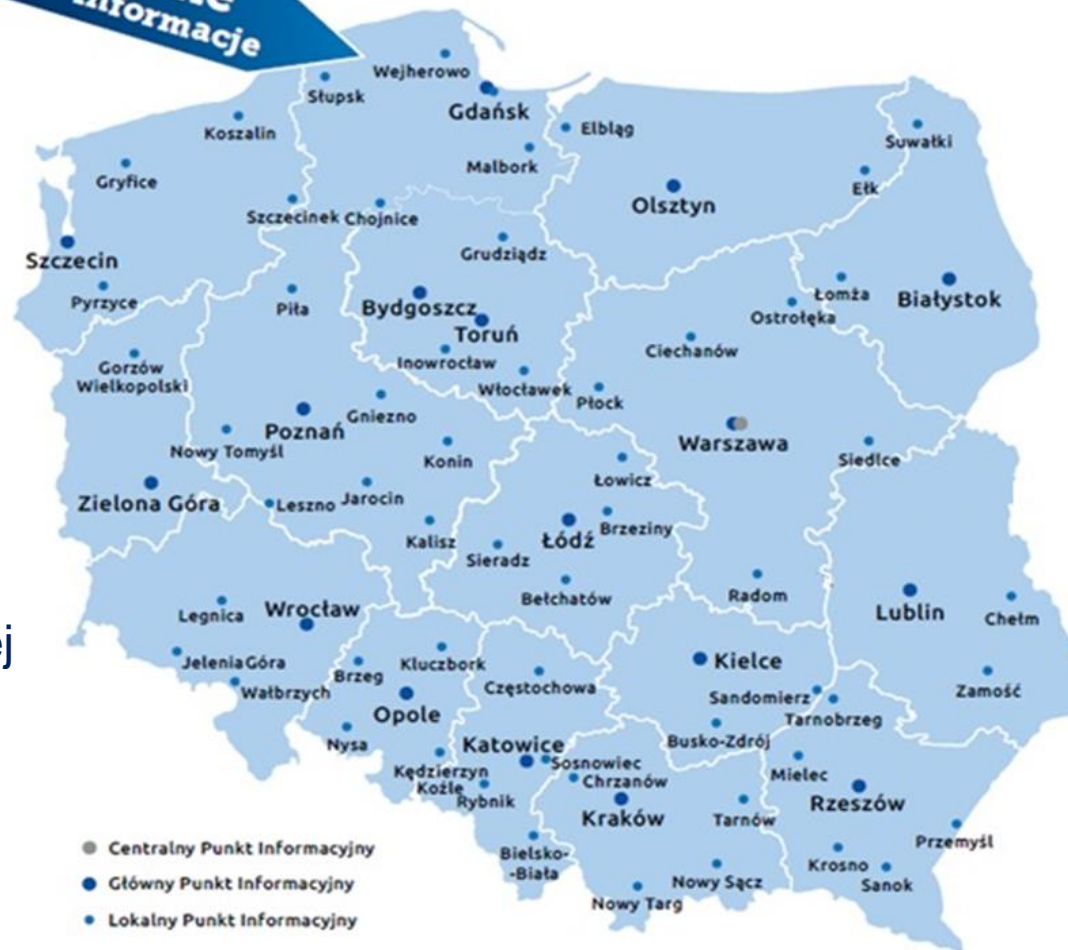 informacje
Wejherowo
Słupsk
Gdańsk
Koszalin
Elbląg
Suwałki
Malbork
Gryfice
Ełk
Olsztyn
Szczecinek
Chojnice
Grudziądz
Szczecin
Pyrzyce
Piła
Bydgoszcz
Łomża
Białystok
Ostrołęka
Toruń
Inowrocław
Ciechanów
Gorzów
Wielkopolski
Włocławek
Płock
Gniezno
Poznań
Warszawa
Nowy Tomyśl
Konin
Siedlce
Łowicz
Zielona Góra
Leszno
Jarocin
Brzeziny
Kalisz
Łódź
Sieradz
Bełchatów
Radom
Legnica
Wrocław
Lublin
Chełm
ej
Jelenia Góra
Kluczbork
Kielce
Brzeg
Częstochowa
Wałbrzych
Sandomierz
Zamość
Opole
Tarnobrzeg
Nysa
Katowice
Busko-Zdrój
Sosnowiec
Kędzierzyn
Koźle
Chrzanów
Mielec
Rybnik
Rzeszów
Kraków
Tarnów
Przemyśl
Centralny Punkt Informacyjny
Bielsko-
-Biała
Krosno
Nowy Sącz
Sanok
Główny Punkt Informacyjny
Nowy Targ
Lokalny Punkt Informacyjny